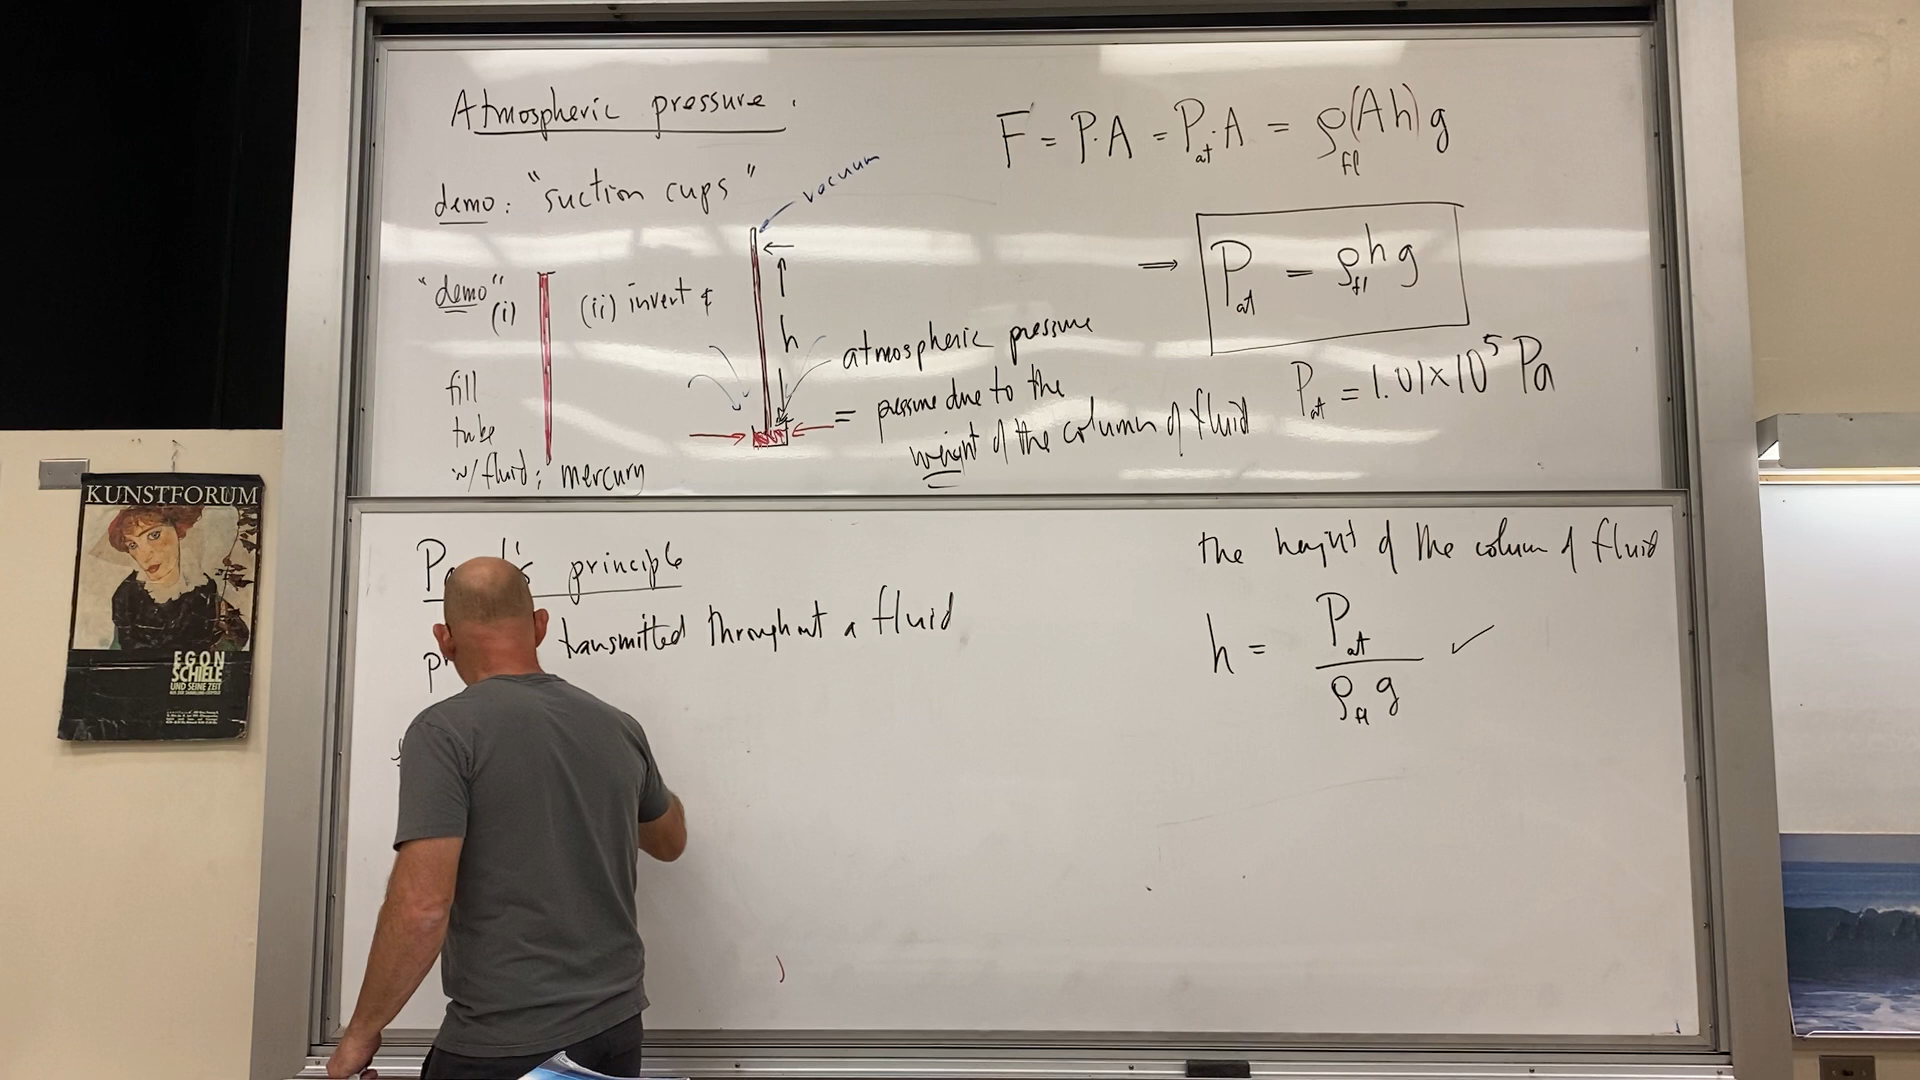 Atmospheric pressure.
demo: "suction cups"
vacuum
"demo"
(i)
(ii) invert &
fill
tube
w/ fluid; mercury
h
atmospheric pressure
= pressure due to the
weight of the column of fluid
F = P·A = P_at·A = ρ_fl (Ah) g
⇒ P_at = ρ_fl h g
P_at = 1.01×10⁵ Pa
principle
transmitted throughout a fluid
the height of the column of fluid
h = P_at / ρ_fl g ✓
KUNSTFORUM
EGON
SCHIELE
UND SEINE ZEIT